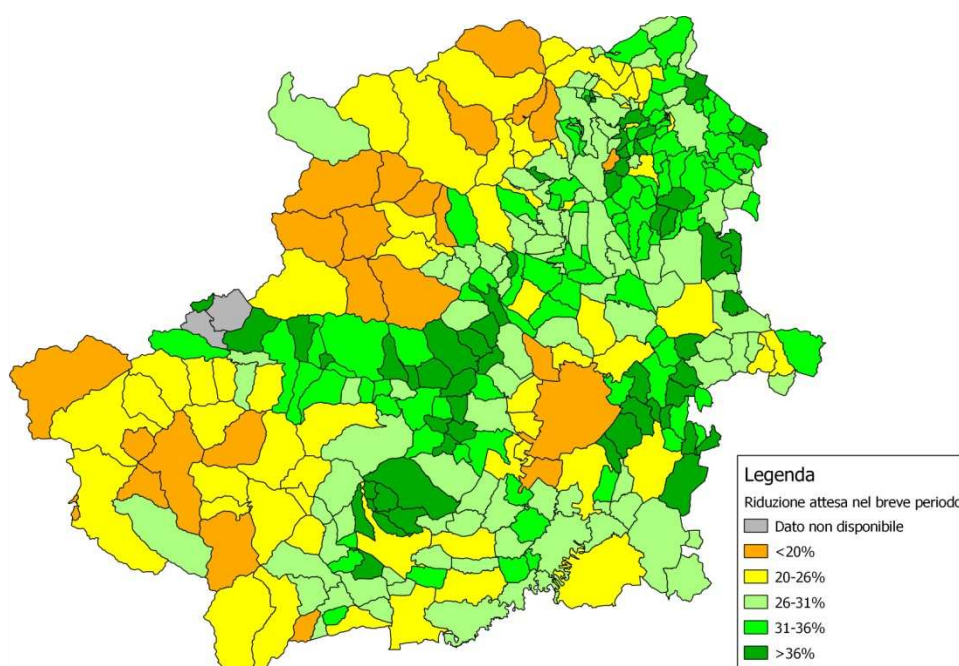 Legenda
Riduzione attesa nel breve periodo
Dato non disponibile
<20%
20-26%
26-31%
31-36%
>36%